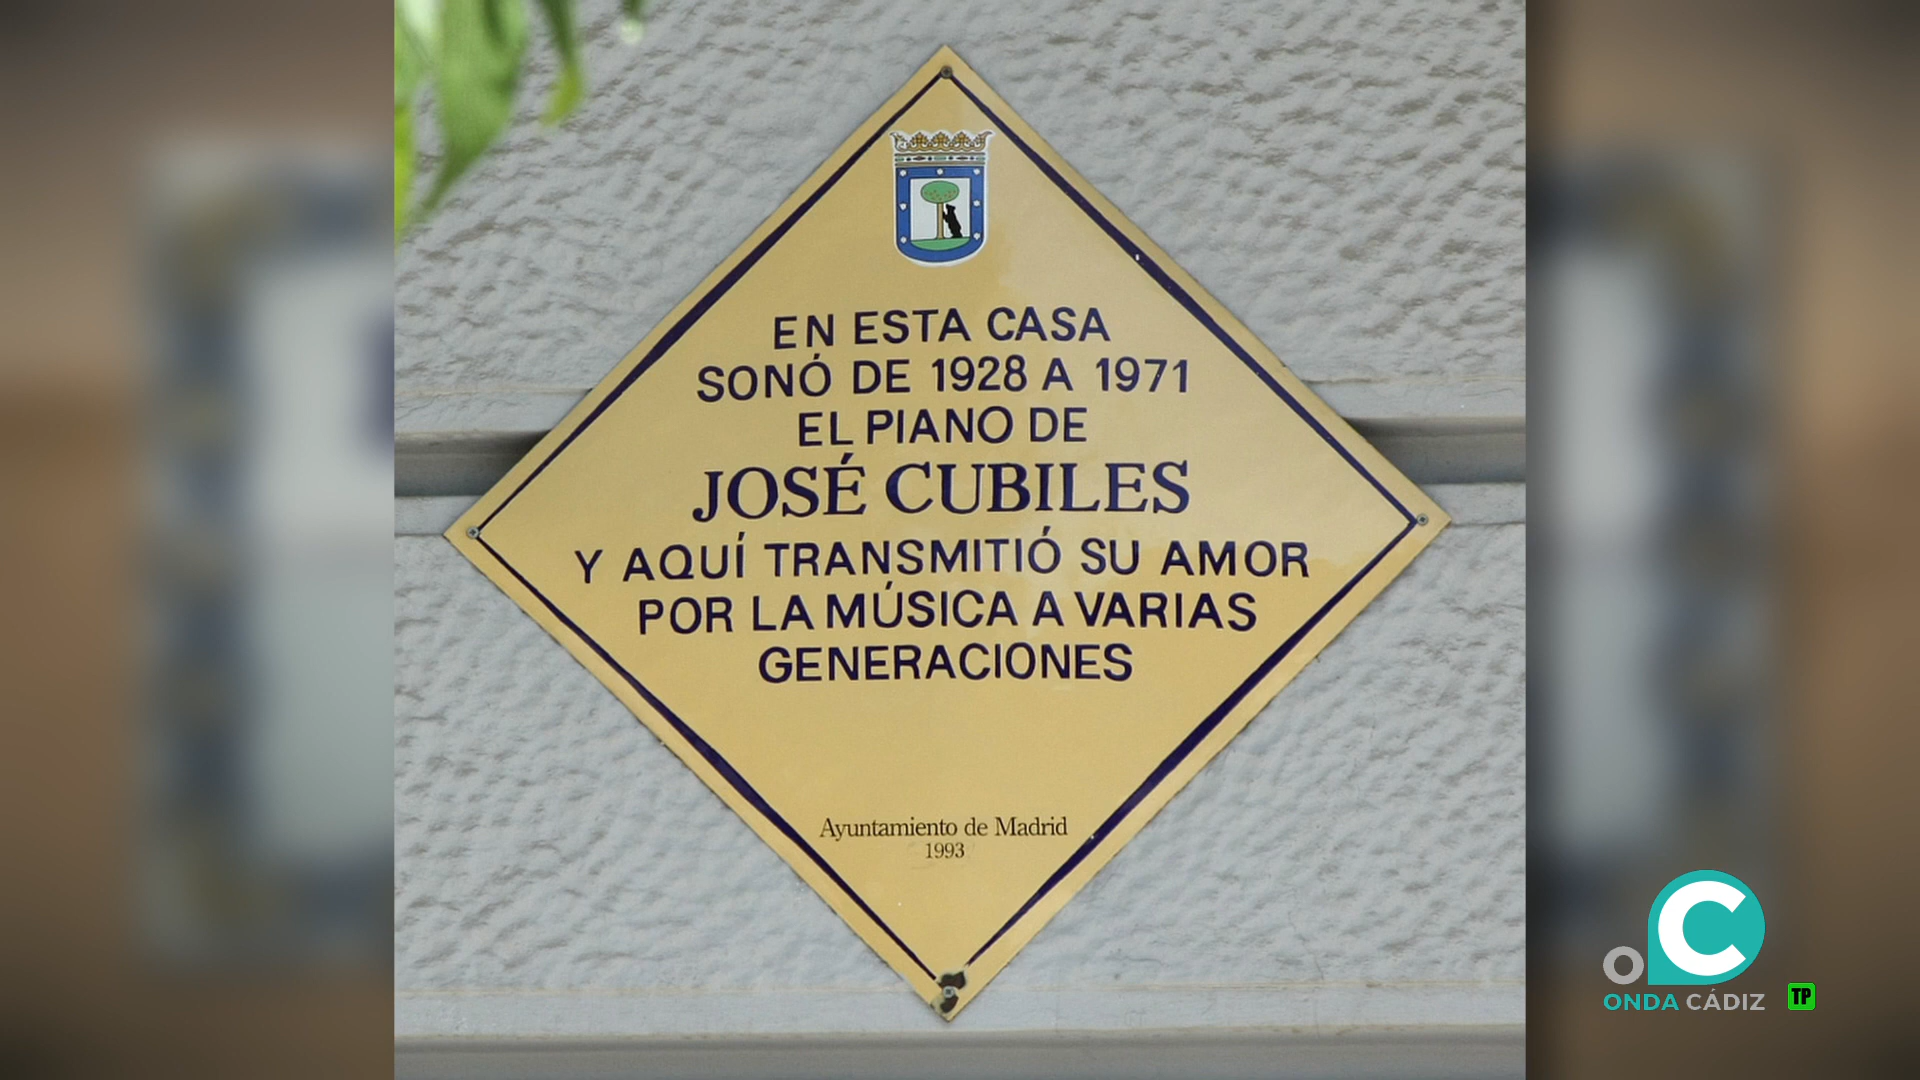 EN ESTA CASA
SONÓ DE 1928 A 1971
EL PIANO DE
JOSÉ CUBILES
Y AQUÍ TRANSMITIÓ SU AMOR
POR LA MÚSICA A VARIAS
GENERACIONES
Ayuntamiento de Madrid
1993
OC
ONDA CÁDIZ
TP